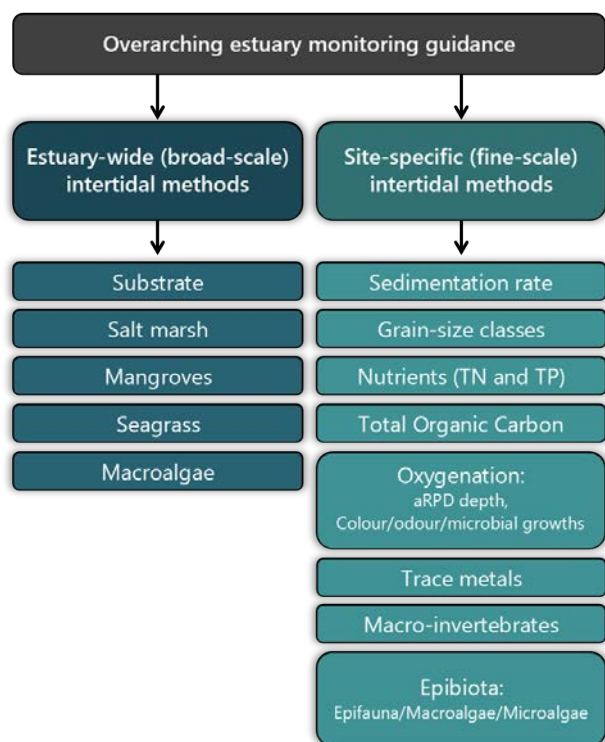 Overarching estuary monitoring guidance
Estuary-wide (broad-scale)
intertidal methods
Substrate
Salt marsh
Mangroves
Seagrass
Macroalgae
Site-specific (fine-scale)
intertidal methods
Sedimentation rate
Grain-size classes
Nutrients (TN and TP)
Total Organic Carbon
Oxygenation:
aRPD depth,
Colour/odour/microbial growths
Trace metals
Macro-invertebrates
Epibiota:
Epifauna/Macroalgae/Microalgae